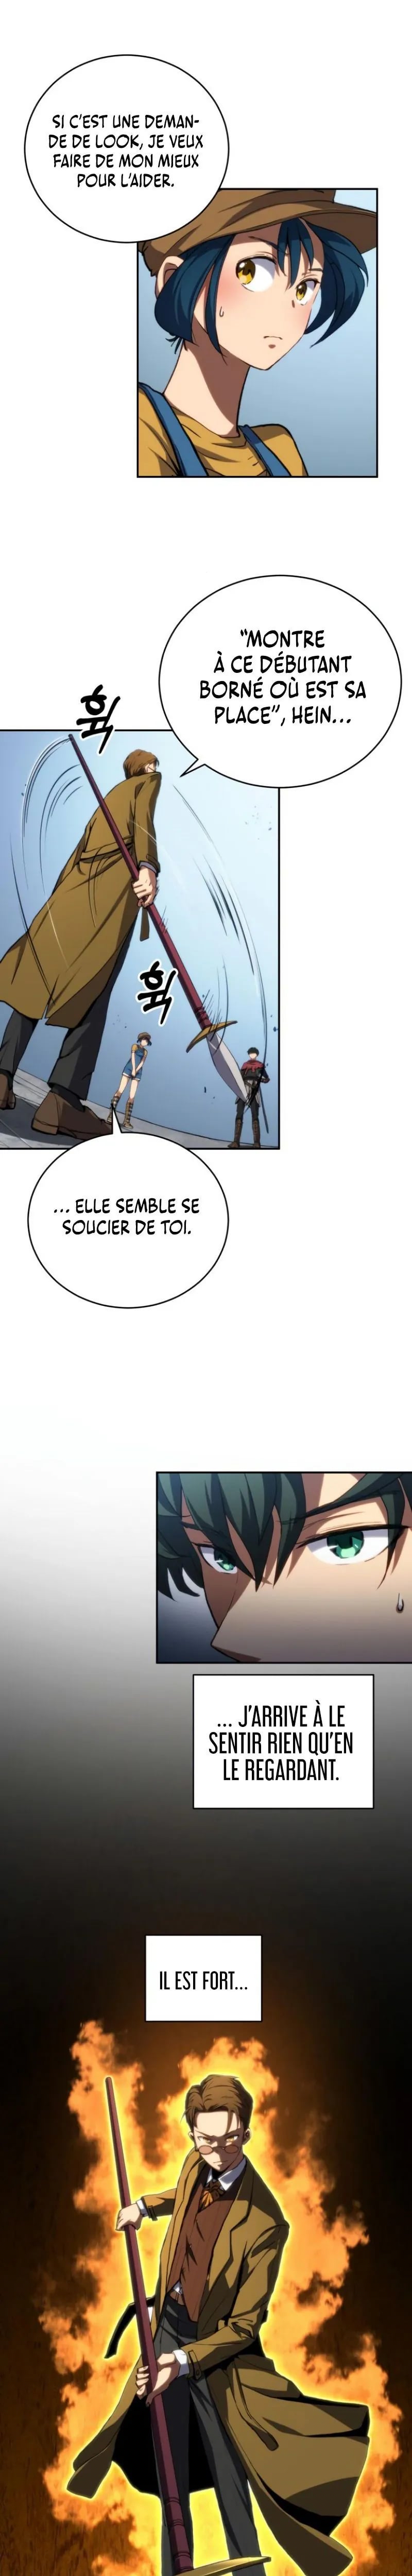 SI C'EST UNE DEMAN-
DE DE LOOK, JE VEUX
FAIRE DE MON MIEUX
POUR L'AIDER.
"MONTRE
À CE DÉBUTANT
BORNÉ OÙ EST SA
PLACE", HEIN...
휙
휙
... ELLE SEMBLE SE
SOUCIER DE TOI.
... J'ARRIVE À LE
SENTIR RIEN QU'EN
LE REGARDANT.
IL EST FORT...